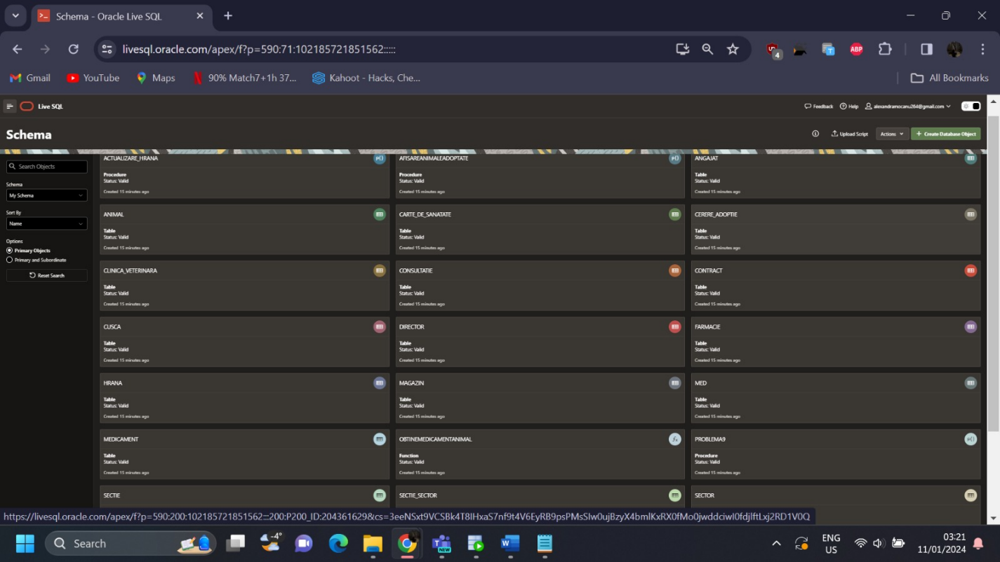 Schema - Oracle Live SQL
livesql.oracle.com/apex/f?p=590:71:102185721851562:::::
4
ABP
Gmail YouTube Maps 90% Match7+1h 37... Kahoot - Hacks, Che... All Bookmarks
Live SQL Feedback Help alexandramocanu264@gmail.com
Schema Upload Script Actions + Create Database Object
Search Objects
Schema
My Schema
Sort By
Name
Options
Primary Objects
Primary and Subordinate
Reset Search
ACTUALIZARE_HRANA
Procedure
Status: Valid
Created 15 minutes ago
AFISAREANIMALEADOPTATE
Procedure
Status: Valid
Created 15 minutes ago
ANGAJAT
Table
Status: Valid
Created 15 minutes ago
ANIMAL
Table
Status: Valid
Created 15 minutes ago
CARTE_DE_SANATATE
Table
Status: Valid
Created 15 minutes ago
CERERE_ADOPTIE
Table
Status: Valid
Created 15 minutes ago
CLINICA_VETERINARA
Table
Status: Valid
Created 15 minutes ago
CONSULTATIE
Table
Status: Valid
Created 15 minutes ago
CONTRACT
Table
Status: Valid
Created 15 minutes ago
CUSCA
Table
Status: Valid
Created 15 minutes ago
DIRECTOR
Table
Status: Valid
Created 15 minutes ago
FARMACIE
Table
Status: Valid
Created 15 minutes ago
HRANA
Table
Status: Valid
Created 15 minutes ago
MAGAZIN
Table
Status: Valid
Created 15 minutes ago
MED
Table
Status: Valid
Created 15 minutes ago
MEDICAMENT
Table
Status: Valid
Created 15 minutes ago
OBTINEMEDICAMENTANIMAL
Function
Status: Valid
Created 15 minutes ago
PROBLEMA9
Procedure
Status: Valid
Created 15 minutes ago
SECTIE
SECTIE_SECTOR
SECTOR
https://livesql.oracle.com/apex/f?p=590:200:102185721851562:::200:P200_ID:204361629&cs=3eeNSxt9VCSBk4T8IHxaS7nf9t4V6EyRB9psPMsSIw0ujBzyX4bmlKxRX0fMo0jwddciwI0fdjlftLxj2RD1V0Q
Search
-4°
NEW
ENG
US
03:21
11/01/2024